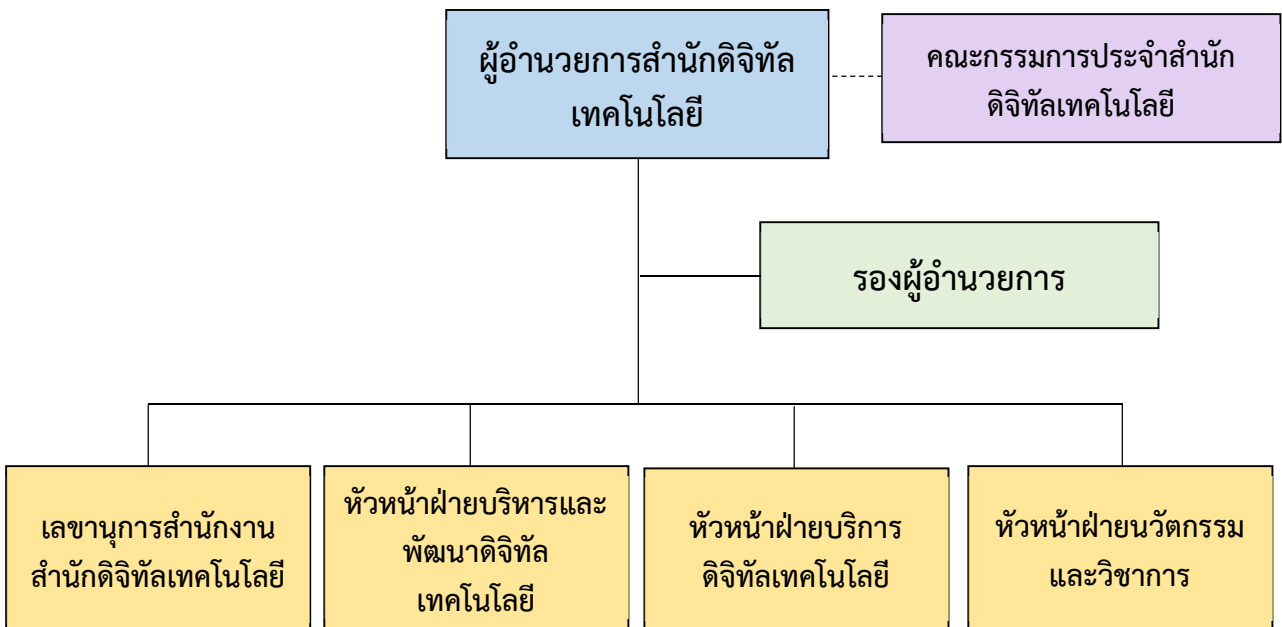 ผู้อำนวยการสำนักดิจิทัล
เทคโนโลยี
คณะกรรมการประจำสำนัก
ดิจิทัลเทคโนโลยี
รองผู้อำนวยการ
เลขานุการสำนักงาน
สำนักดิจิทัลเทคโนโลยี
หัวหน้าฝ่ายบริหารและ
พัฒนาดิจิทัล
เทคโนโลยี
หัวหน้าฝ่ายบริการ
ดิจิทัลเทคโนโลยี
หัวหน้าฝ่ายนวัตกรรม
และวิชาการ